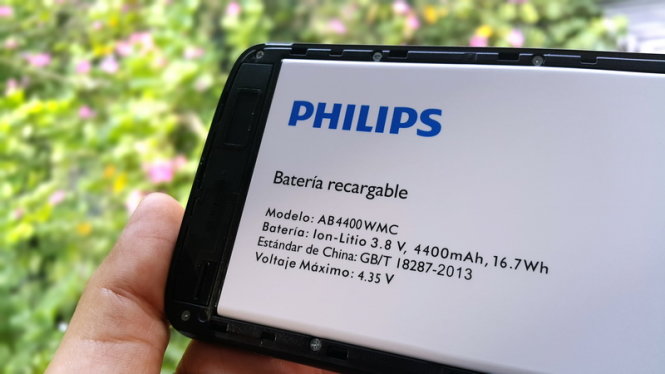 PHILIPS
Batería recargable
Modelo: AB4400WMC
Batería: Ion-Litio 3.8 V, 4400mAh, 16.7Wh
Estándar de China: GB/T 18287-2013
Voltaje Máximo: 4.35 V